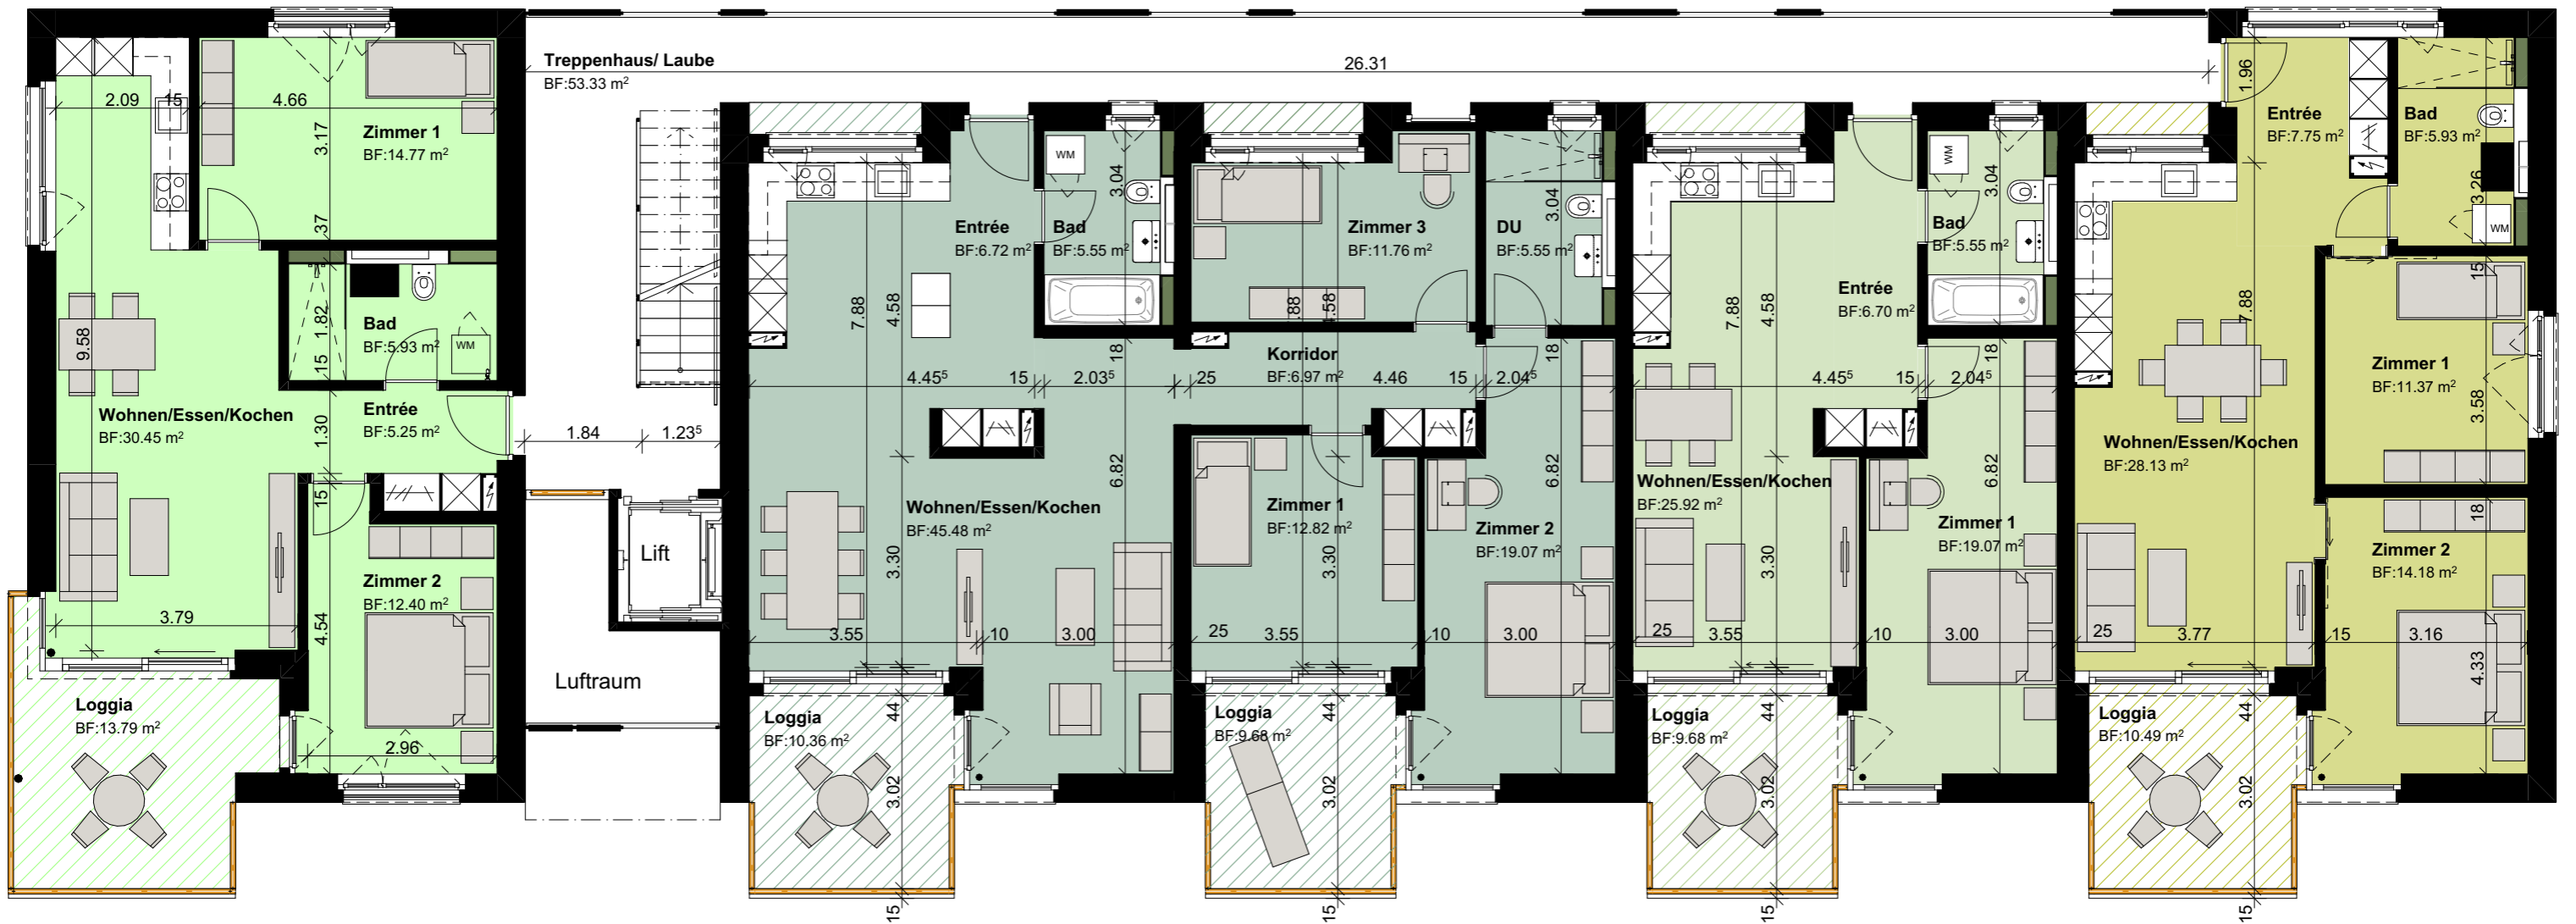 Treppenhaus/ Laube
BF:53.33 m²
26.31
2.09
15
4.66
3.17
37
Zimmer 1
BF:14.77 m²
9.58
1.82
15
Bad
BF:5.93 m²
WM
Wohnen/Essen/Kochen
BF:30.45 m²
Entrée
BF:5.25 m²
1.30
15
1.84
1.23⁵
Zimmer 2
BF:12.40 m²
4.54
3.79
2.96
Loggia
BF:13.79 m²
Lift
Luftraum
Entrée
BF:6.72 m²
7.88
4.58
WM
3.04
Bad
BF:5.55 m²
18
4.45⁵
15
2.03⁵
25
Wohnen/Essen/Kochen
BF:45.48 m²
6.82
3.30
3.55
10
3.00
Loggia
BF:10.36 m²
44
3.02
15
Zimmer 3
BF:11.76 m²
.88
4.58
DU
BF:5.55 m²
3.04
Korridor
BF:6.97 m²
4.46
15
2.04⁵
18
Zimmer 1
BF:12.82 m²
3.30
25
3.55
Zimmer 2
BF:19.07 m²
6.82
10
3.00
Loggia
BF:9.68 m²
44
3.02
15
7.88
4.58
Entrée
BF:6.70 m²
WM
3.04
Bad
BF:5.55 m²
4.45⁵
15
2.04⁵
18
Wohnen/Essen/Kochen
BF:25.92 m²
3.30
25
3.55
Zimmer 1
BF:19.07 m²
6.82
10
3.00
Loggia
BF:9.68 m²
44
3.02
15
1.96
Entrée
BF:7.75 m²
Bad
BF:5.93 m²
3.26
WM
7.88
15
Zimmer 1
BF:11.37 m²
3.58
Wohnen/Essen/Kochen
BF:28.13 m²
18
Zimmer 2
BF:14.18 m²
25
3.77
15
3.16
4.33
Loggia
BF:10.49 m²
44
3.02
15